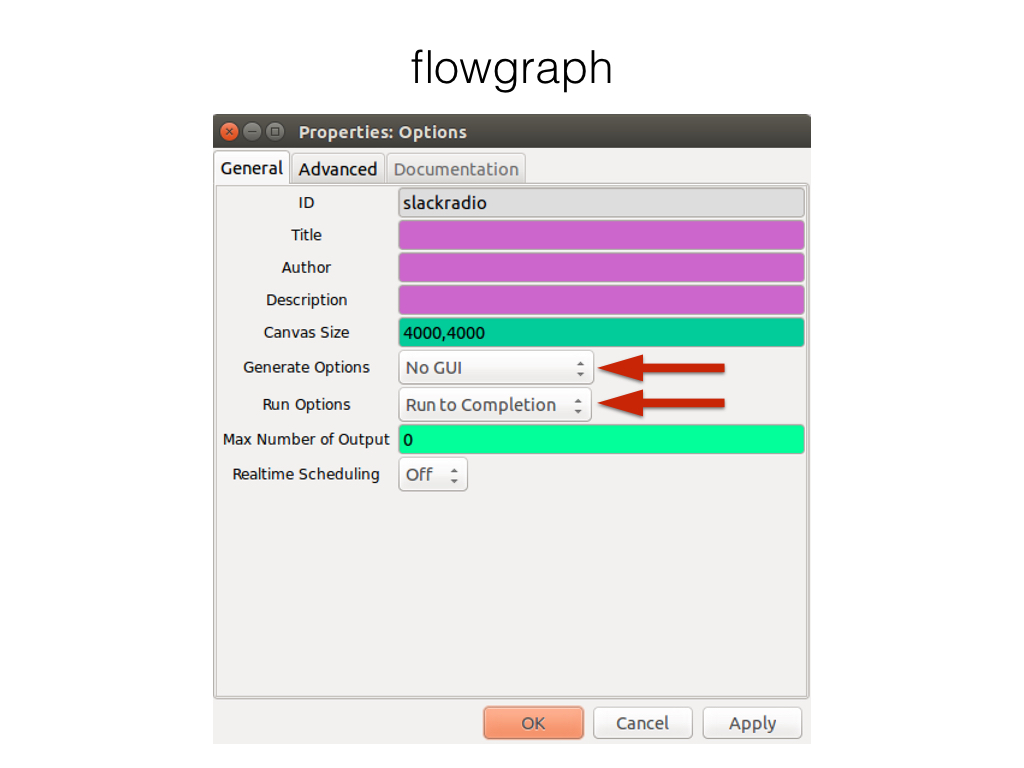 flowgraph
Properties: Options
General Advanced Documentation
ID slackradio
Title
Author
Description
Canvas Size 4000,4000
Generate Options No GUI
Run Options Run to Completion
Max Number of Output 0
Realtime Scheduling Off
OK Cancel Apply